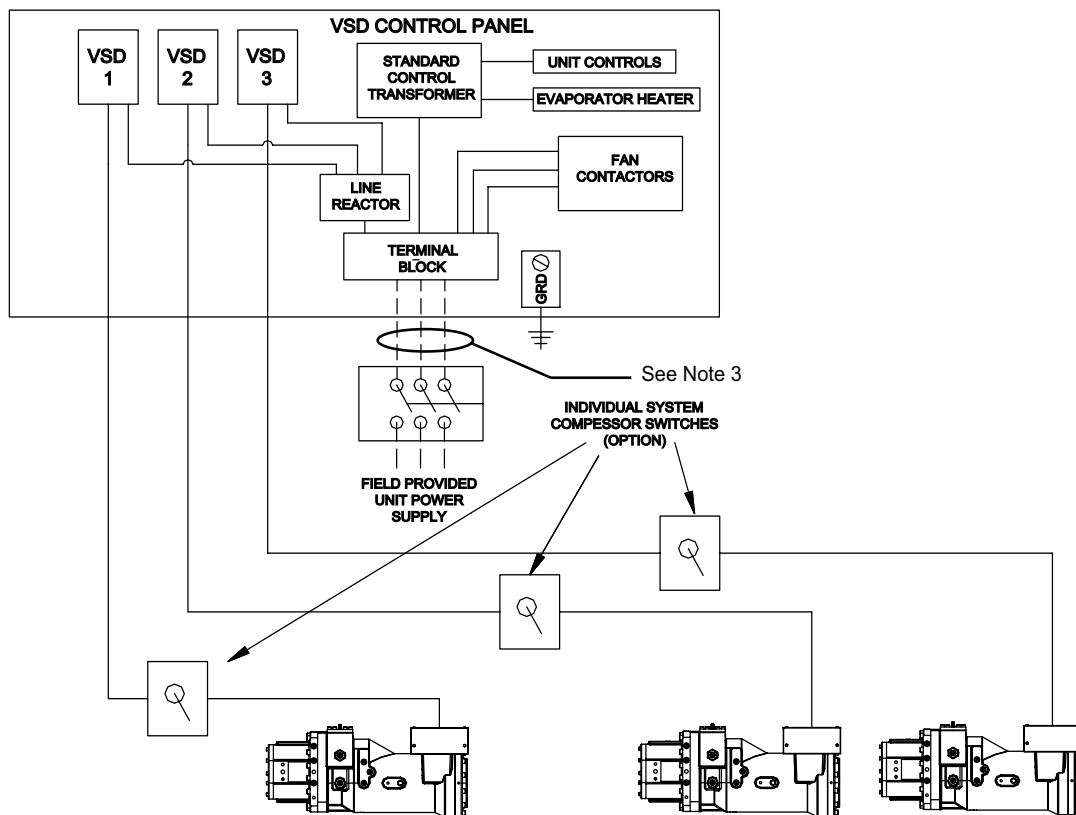 VSD CONTROL PANEL
VSD
1
VSD
2
VSD
3
STANDARD
CONTROL
TRANSFORMER
UNIT CONTROLS
EVAPORATOR HEATER
FAN
CONTACTORS
LINE
REACTOR
TERMINAL
BLOCK
GRD
See Note 3
INDIVIDUAL SYSTEM
COMPESSOR SWITCHES
(OPTION)
FIELD PROVIDED
UNIT POWER
SUPPLY